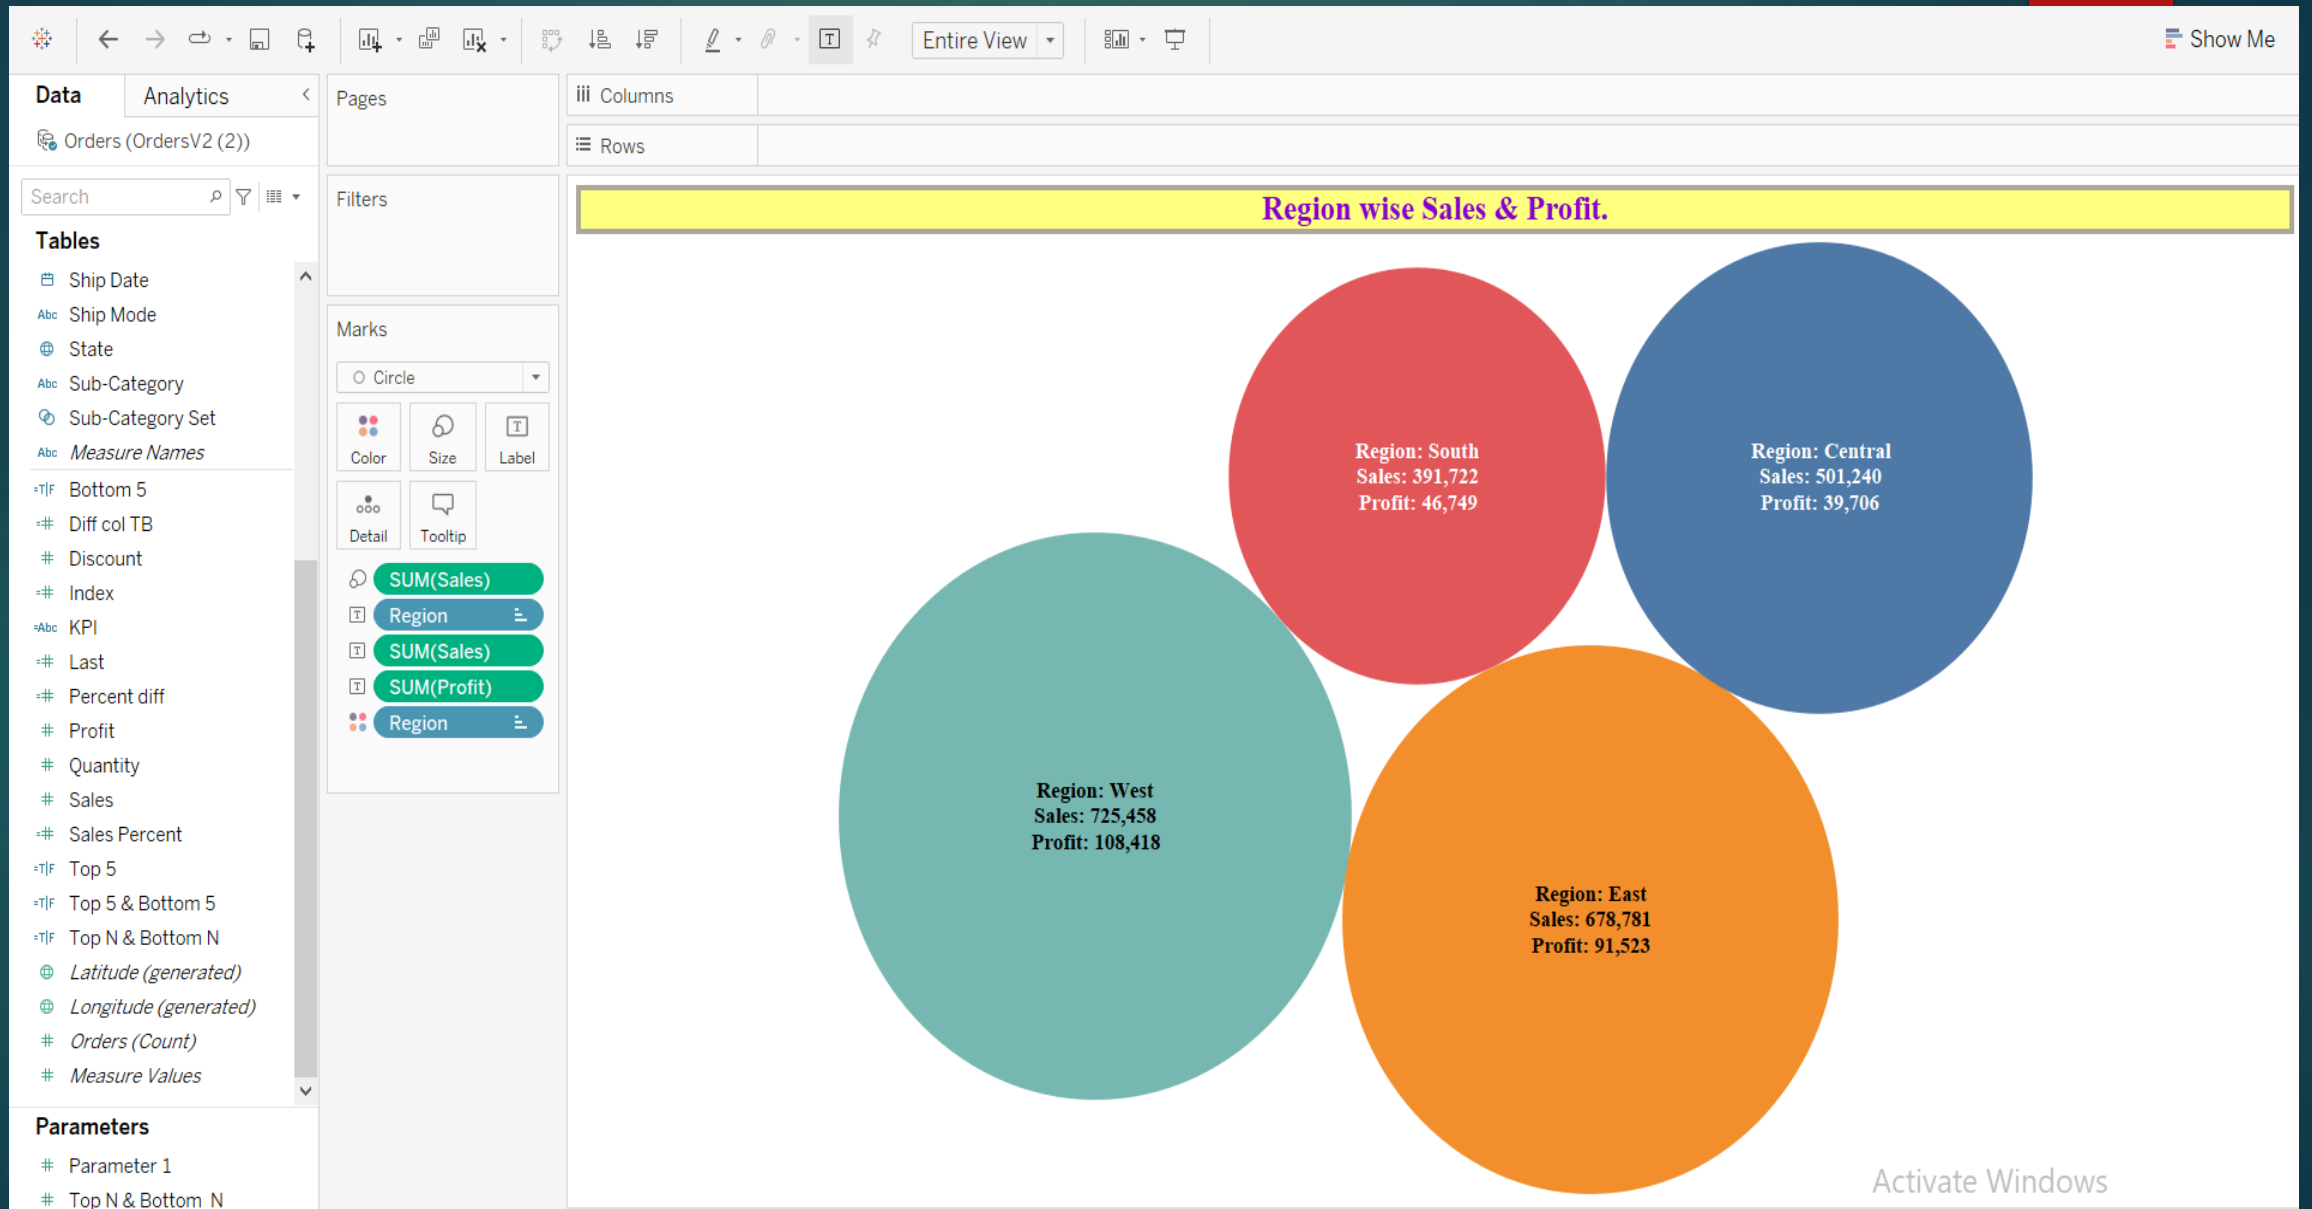 Entire View
Show Me
Data
Analytics
Orders (OrdersV2 (2))
Search
Tables
Ship Date
Abc Ship Mode
State
Abc Sub-Category
Sub-Category Set
Abc Measure Names
=T|F Bottom 5
=# Diff col TB
# Discount
=# Index
=Abc KPI
=# Last
=# Percent diff
# Profit
# Quantity
# Sales
=# Sales Percent
=T|F Top 5
=T|F Top 5 & Bottom 5
=T|F Top N & Bottom N
Latitude (generated)
Longitude (generated)
# Orders (Count)
# Measure Values
Parameters
# Parameter 1
# Top N & Bottom N
Pages
Filters
Marks
Circle
Color
Size
T
Label
Detail
Tooltip
SUM(Sales)
T Region
T SUM(Sales)
T SUM(Profit)
Region
Columns
Rows
Region wise Sales & Profit.
Region: South
Sales: 391,722
Profit: 46,749
Region: Central
Sales: 501,240
Profit: 39,706
Region: West
Sales: 725,458
Profit: 108,418
Region: East
Sales: 678,781
Profit: 91,523
Activate Windows